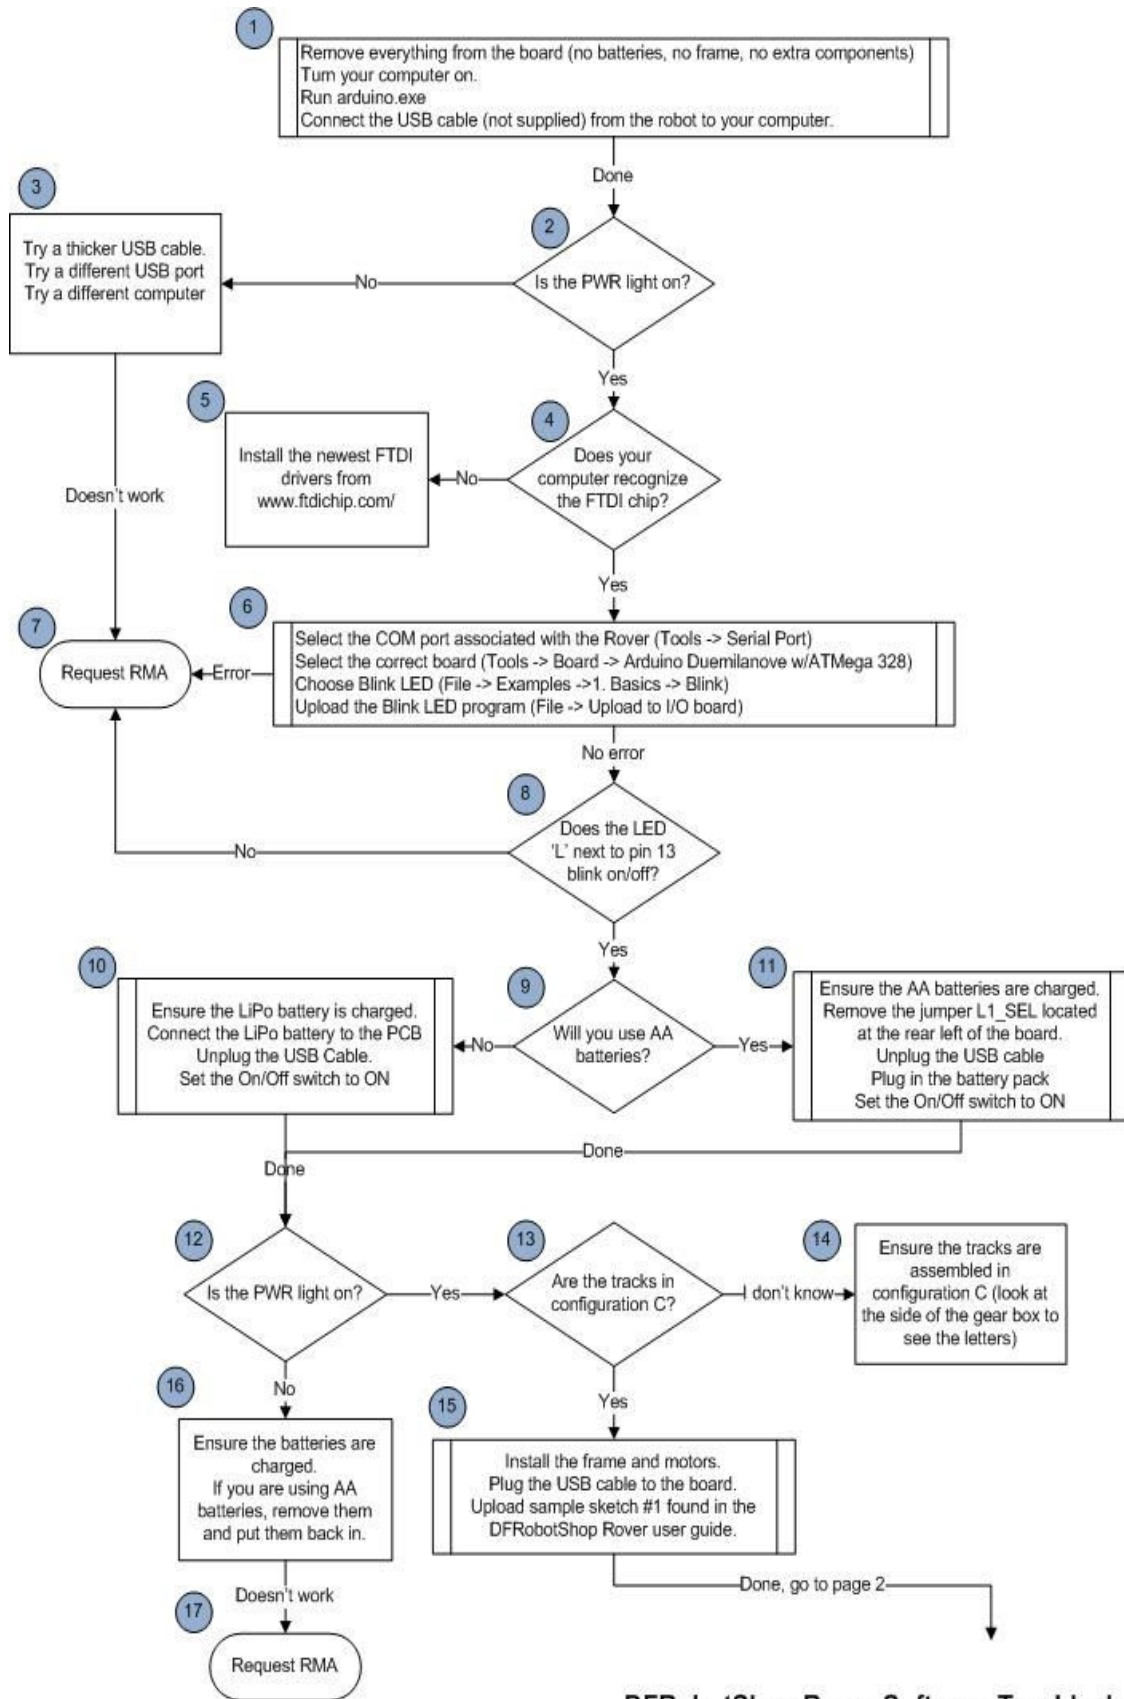 1
Remove everything from the board (no batteries, no frame, no extra components)
Turn your computer on.
Run arduino.exe
Connect the USB cable (not supplied) from the robot to your computer.
Done
3
Try a thicker USB cable.
Try a different USB port
Try a different computer
2
Is the PWR light on?
No
Yes
5
Install the newest FTDI
drivers from
www.ftdichip.com/
4
Does your
computer recognize
the FTDI chip?
No
Doesn't work
Yes
6
Select the COM port associated with the Rover (Tools -> Serial Port)
Select the correct board (Tools -> Board -> Arduino Duemilanove w/ATMega 328)
Choose Blink LED (File -> Examples ->1. Basics -> Blink)
Upload the Blink LED program (File -> Upload to I/O board)
7
Request RMA
Error
No error
8
Does the LED
'L' next to pin 13
blink on/off?
No
Yes
10
Ensure the LiPo battery is charged.
Connect the LiPo battery to the PCB
Unplug the USB Cable.
Set the On/Off switch to ON
9
Will you use AA
batteries?
No
Yes
11
Ensure the AA batteries are charged.
Remove the jumper L1_SEL located
at the rear left of the board.
Unplug the USB cable
Plug in the battery pack
Set the On/Off switch to ON
Done
Done
12
Is the PWR light on?
Yes
13
Are the tracks in
configuration C?
I don't know
14
Ensure the tracks are
assembled in
configuration C (look at
the side of the gear box to
see the letters)
No
Yes
16
Ensure the batteries are
charged.
If you are using AA
batteries, remove them
and put them back in.
15
Install the frame and motors.
Plug the USB cable to the board.
Upload sample sketch #1 found in the
DFRobotShop Rover user guide.
Done, go to page 2
Doesn't work
17
Request RMA